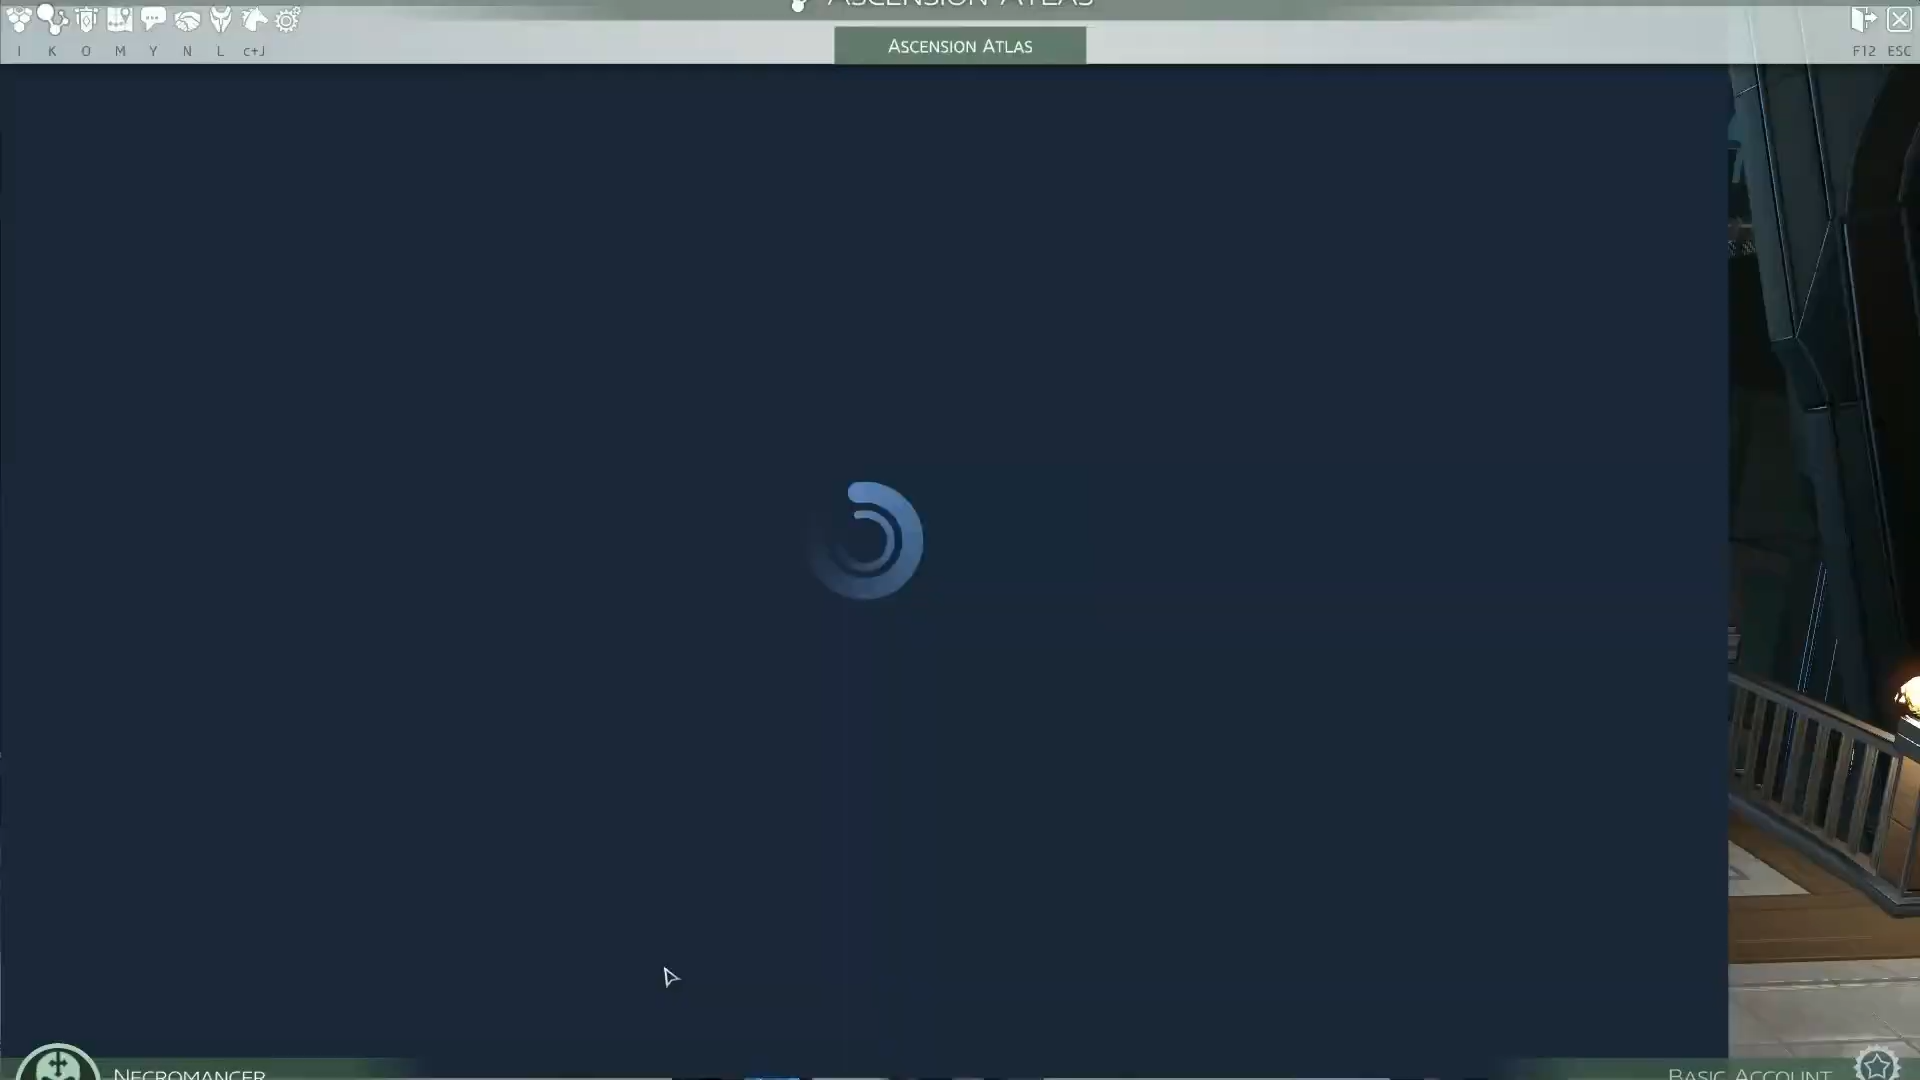 ASCENSION ATLAS
I K O M Y N L C+J
ASCENSION ATLAS
F12 ESC
NECROMANCER
BASIC ACCOUNT